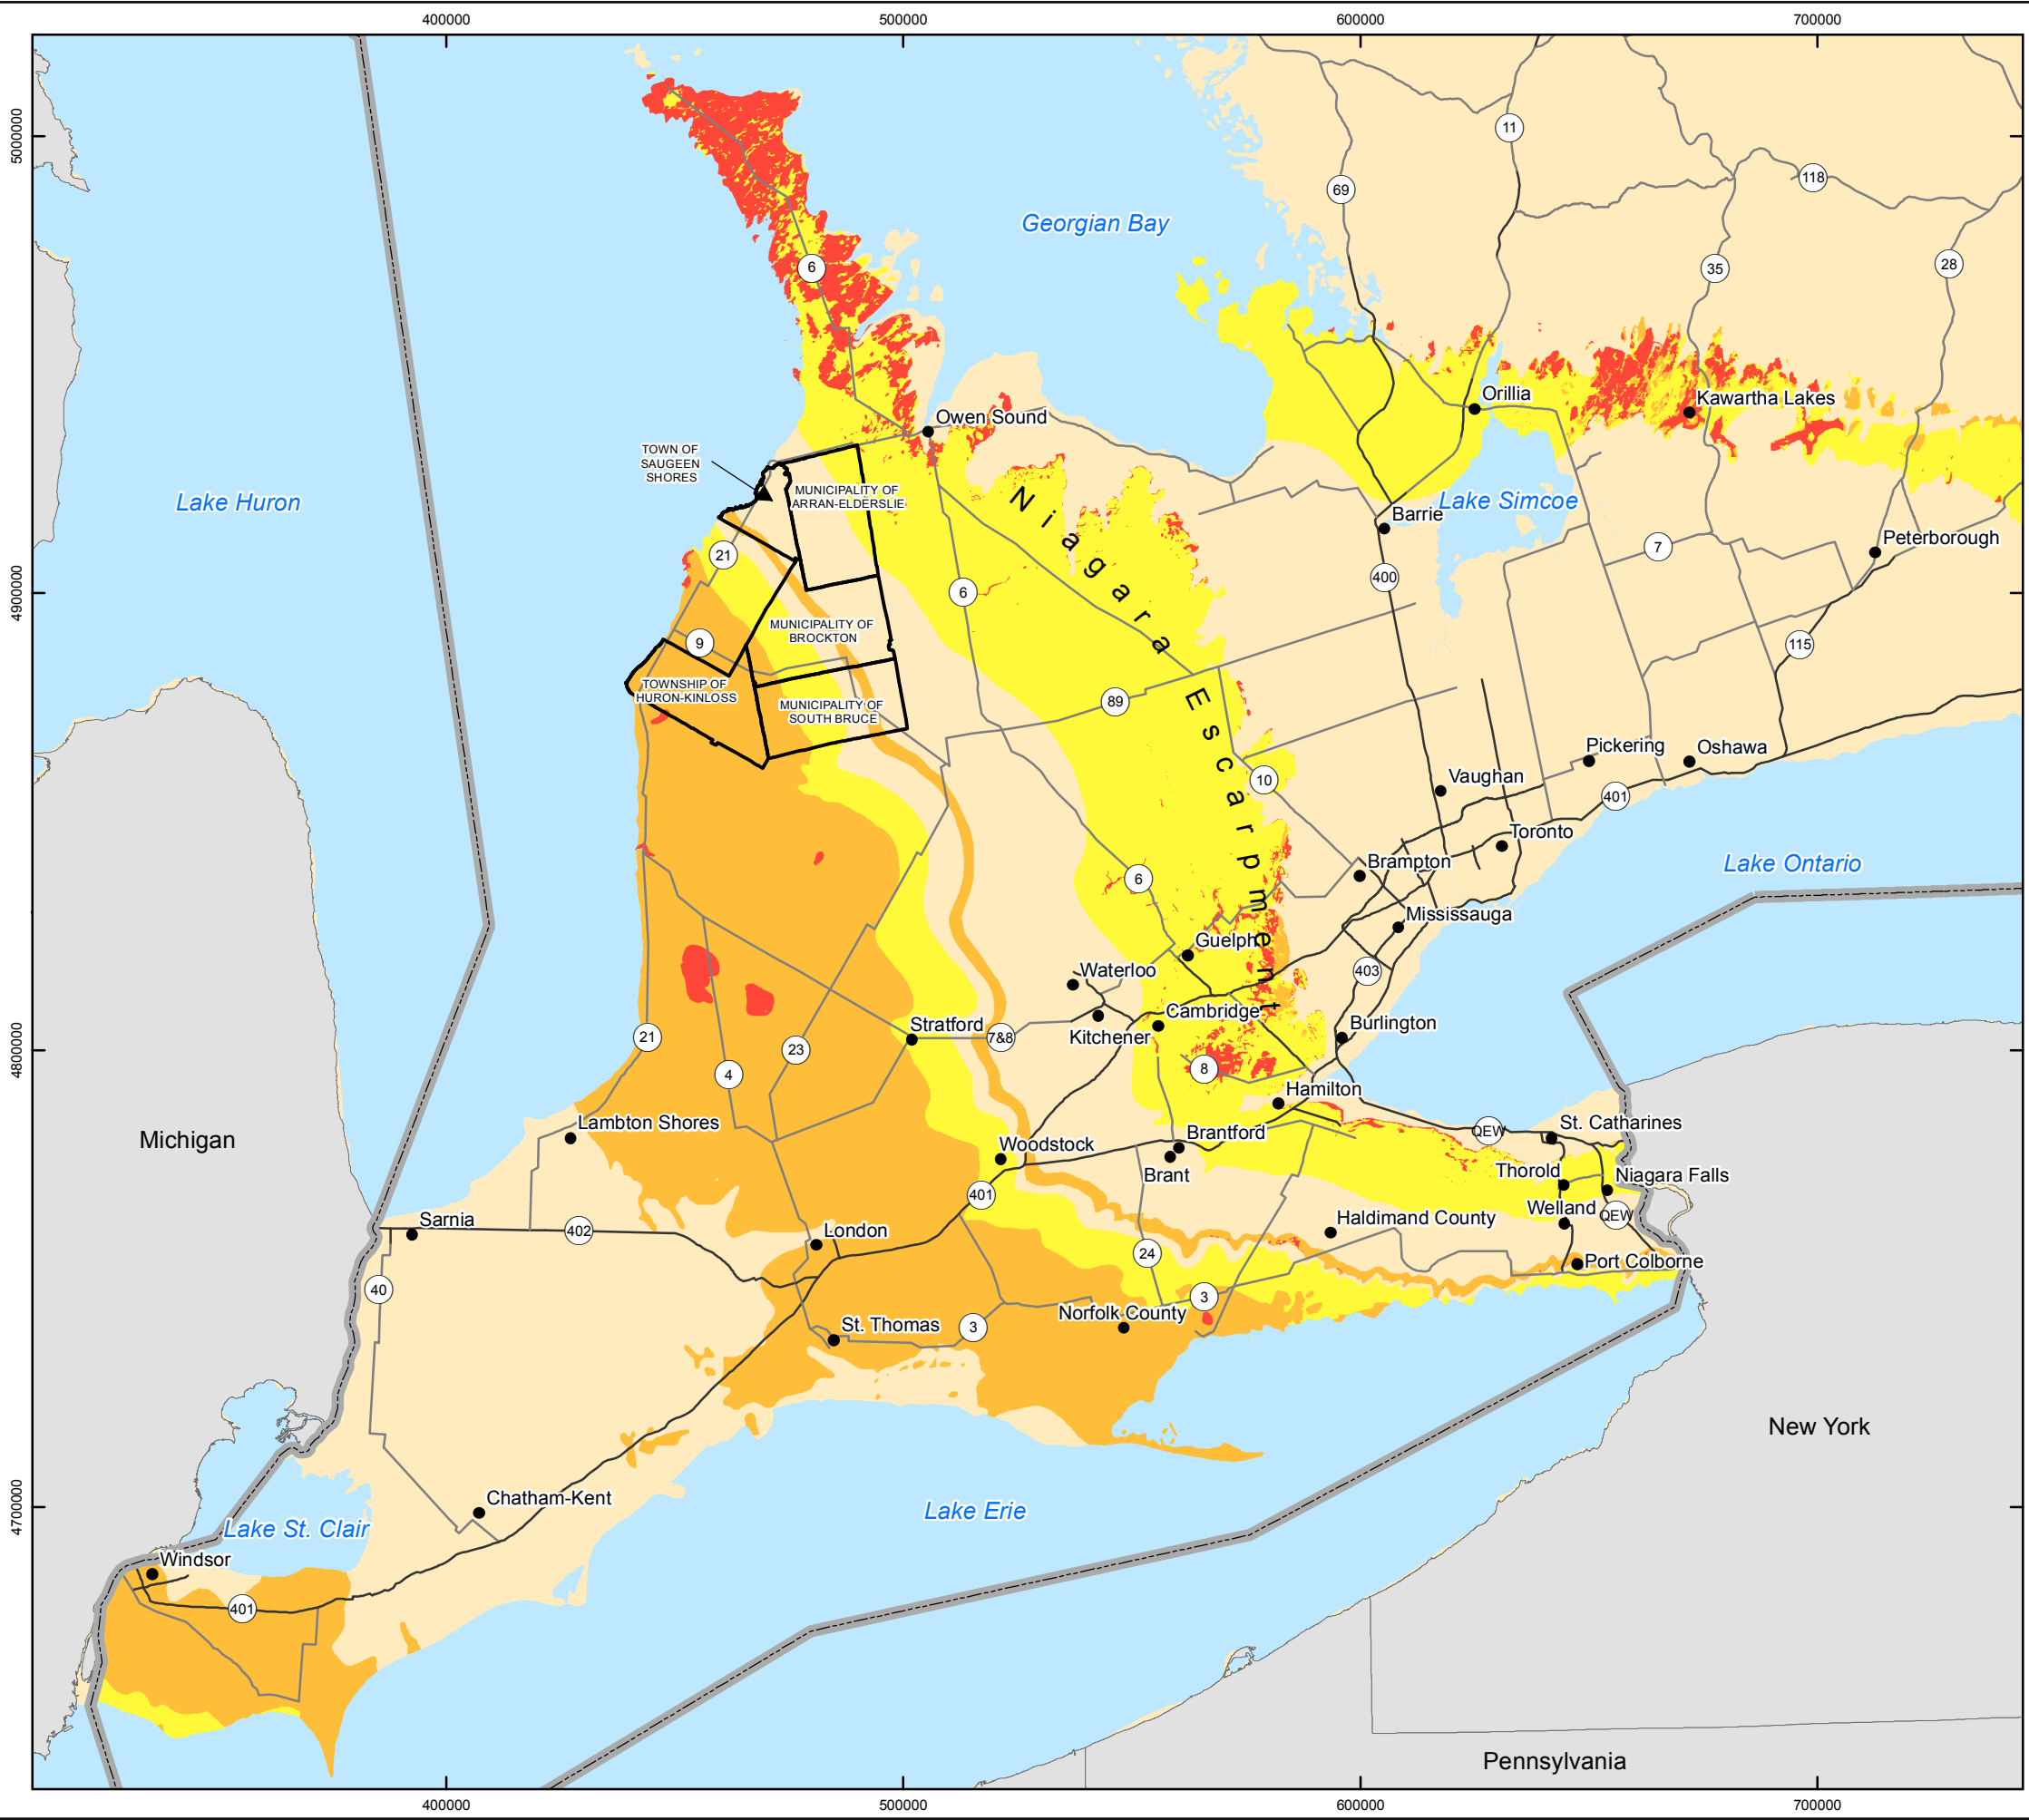 400000
500000
600000
700000
5000000
11
118
69
Georgian Bay
6
35
28
Orillia
Kawartha Lakes
Owen Sound
TOWN OF
SAUGEEN
SHORES
MUNICIPALITY OF
ARRAN-ELDERSLIE
Niagara Escarpment
Lake Huron
Lake Simcoe
Barrie
Peterborough
21
7
400
4900000
6
MUNICIPALITY OF
BROCKTON
9
115
TOWNSHIP OF
HURON-KINLOSS
MUNICIPALITY OF
SOUTH BRUCE
89
Pickering
Oshawa
10
Vaughan
401
Toronto
Brampton
Lake Ontario
6
Mississauga
Guelph
Waterloo
403
Cambridge
Stratford
7&8
Kitchener
Burlington
21
23
4800000
4
8
Hamilton
Lambton Shores
St. Catharines
QEW
Michigan
Woodstock
Brantford
Brant
Thorold
Niagara Falls
401
Welland
QEW
Sarnia
402
London
Haldimand County
24
Port Colborne
40
3
Norfolk County
St. Thomas
3
New York
Chatham-Kent
4700000
Lake Erie
Lake St. Clair
Windsor
401
Pennsylvania
400000
500000
600000
700000